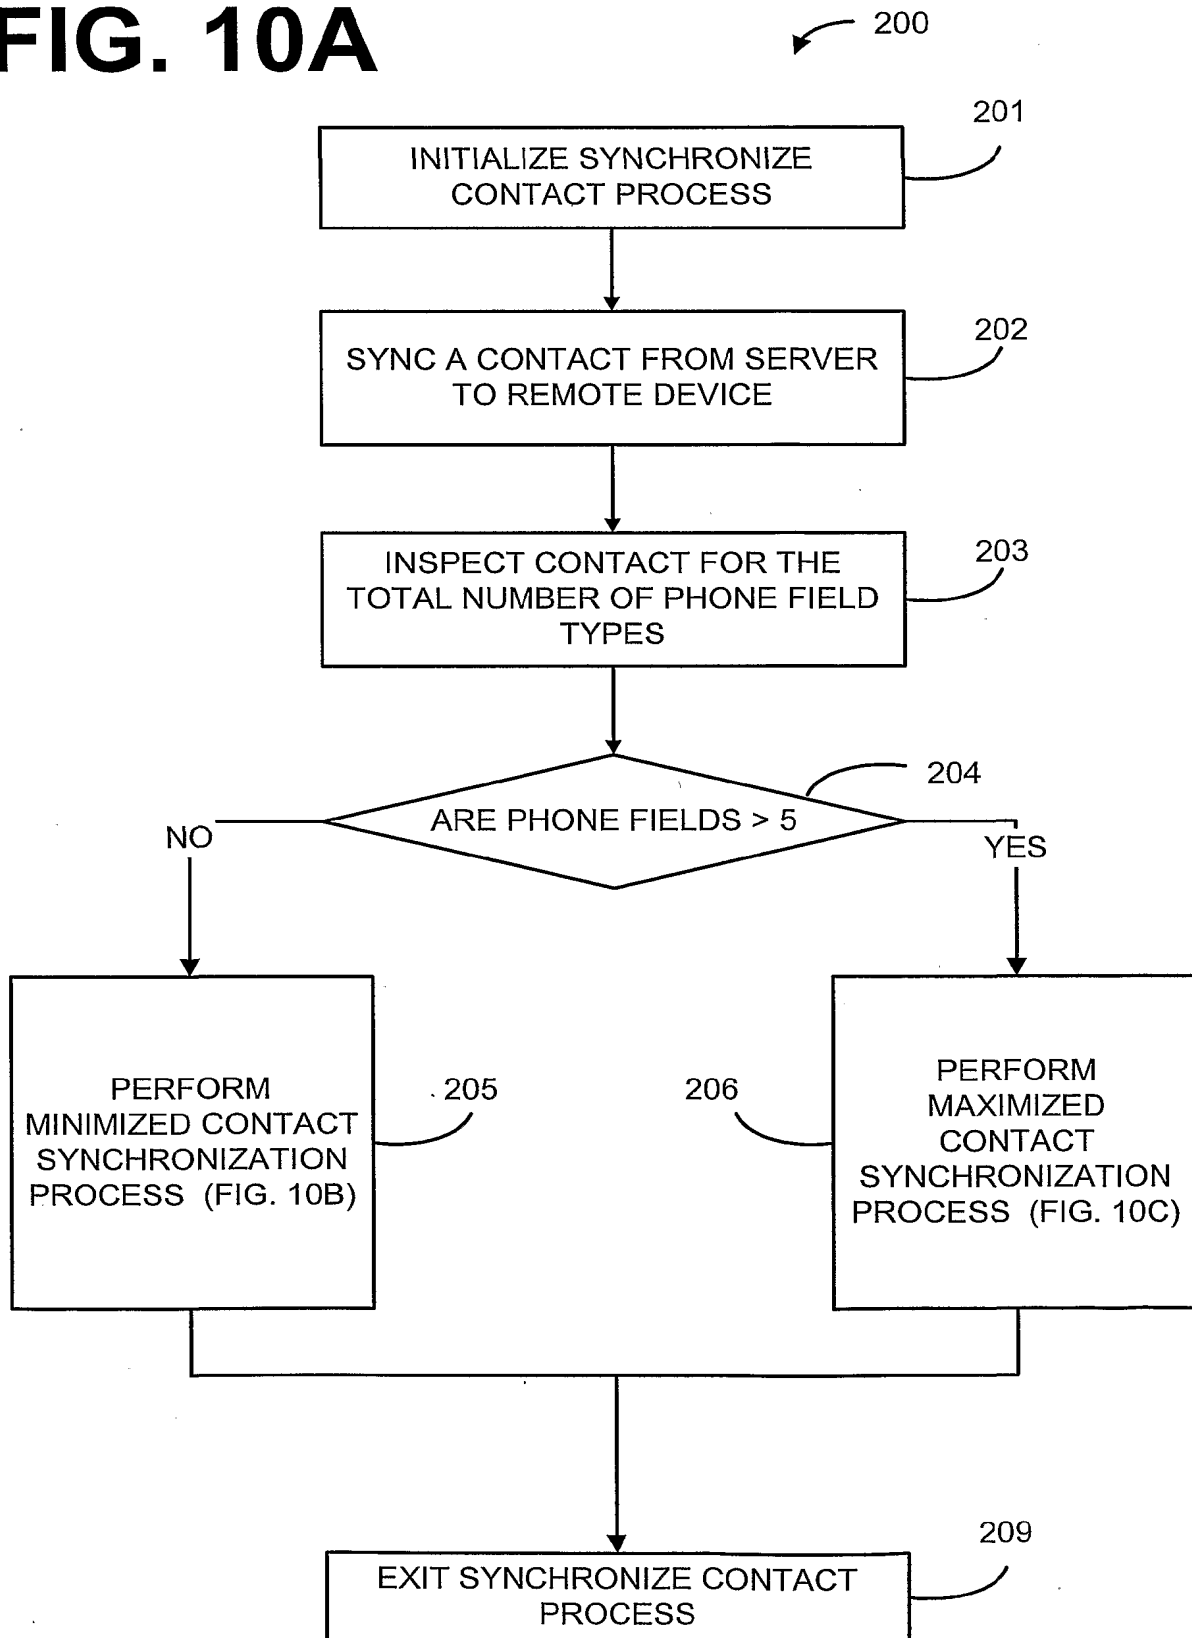 FIG. 10A
200
201
INITIALIZE SYNCHRONIZE
CONTACT PROCESS
202
SYNC A CONTACT FROM SERVER
TO REMOTE DEVICE
203
INSPECT CONTACT FOR THE
TOTAL NUMBER OF PHONE FIELD
TYPES
204
ARE PHONE FIELDS > 5
NO
YES
PERFORM
MINIMIZED CONTACT
SYNCHRONIZATION
PROCESS (FIG. 10B)
205
206
PERFORM
MAXIMIZED
CONTACT
SYNCHRONIZATION
PROCESS (FIG. 10C)
209
EXIT SYNCHRONIZE CONTACT
PROCESS